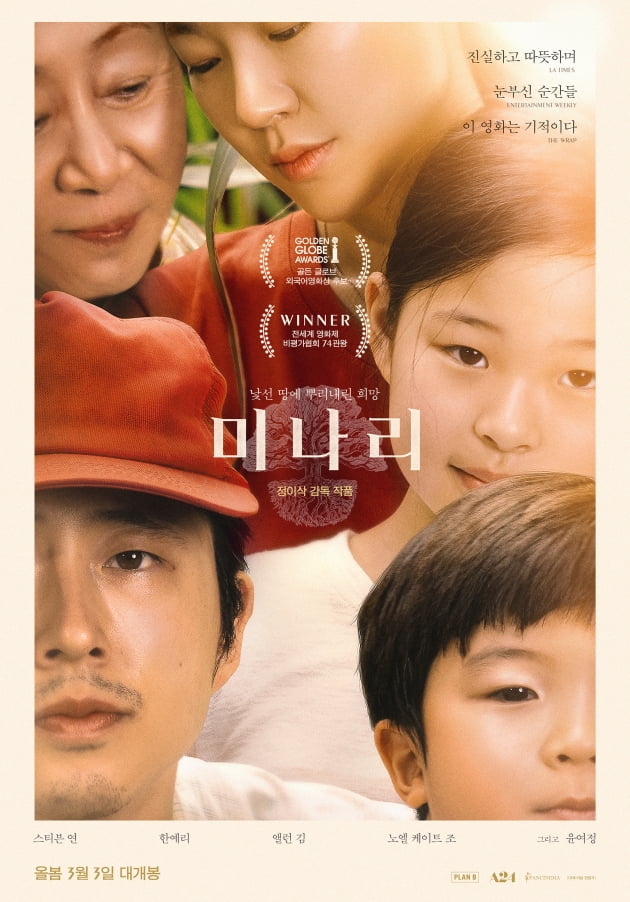 진실하고 따뜻하며
LA TIMES
눈부신 순간들
ENTERTAINMENT WEEKLY
이 영화는 기적이다
THE WRAP
GOLDEN
GLOBE
AWARDS
골든 글로브
외국어영화상 후보
WINNER
전세계 영화제
비평가협회 74관왕
낯선 땅에 뿌리내린 희망
미나리
정이삭 감독 작품
스티븐 연 한예리 앨런 김 노엘 케이트 조 그리고 윤여정
올봄 3월 3일 대개봉
PLAN B A24 PANCINEMA